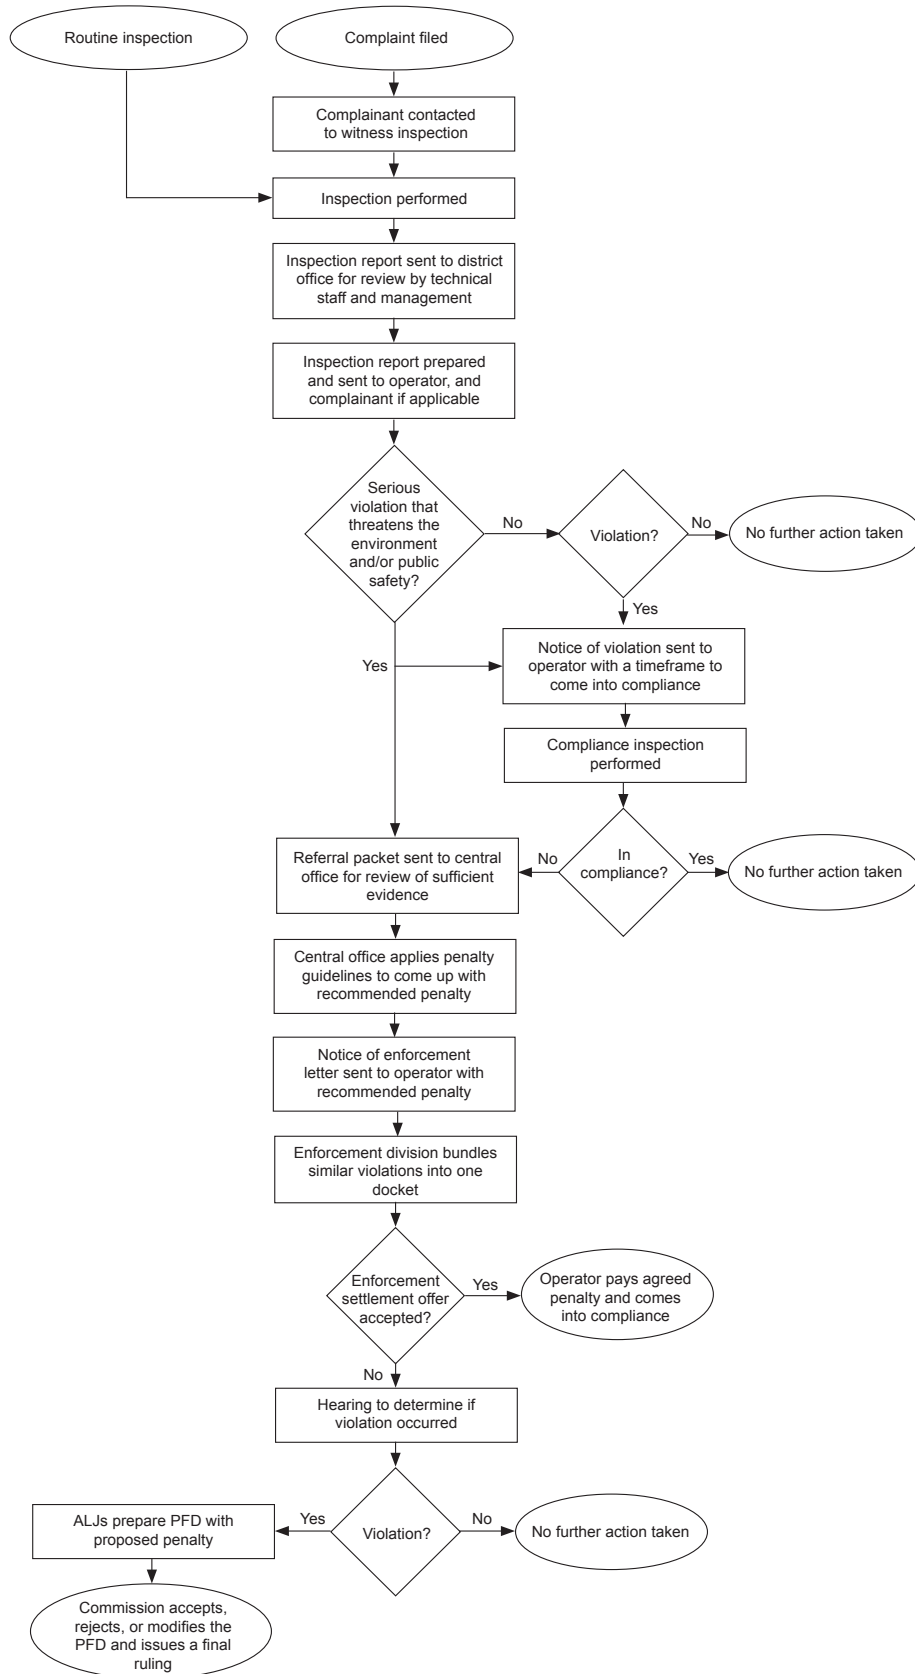 Routine inspection
Complaint filed
Complainant contacted
to witness inspection
Inspection performed
Inspection report sent to district
office for review by technical
staff and management
Inspection report prepared
and sent to operator, and
complainant if applicable
Serious
violation that
threatens the
environment
and/or public
safety?
No
Violation?
No
No further action taken
Yes
Yes
Notice of violation sent to
operator with a timeframe to
come into compliance
Compliance inspection
performed
In
compliance?
Yes
No further action taken
No
Referral packet sent to central
office for review of sufficient
evidence
Central office applies penalty
guidelines to come up with
recommended penalty
Notice of enforcement
letter sent to operator with
recommended penalty
Enforcement division bundles
similar violations into one
docket
Enforcement
settlement offer
accepted?
Yes
Operator pays agreed
penalty and comes
into compliance
No
Hearing to determine if
violation occurred
Violation?
No
No further action taken
Yes
ALJs prepare PFD with
proposed penalty
Commission accepts,
rejects, or modifies the
PFD and issues a final
ruling